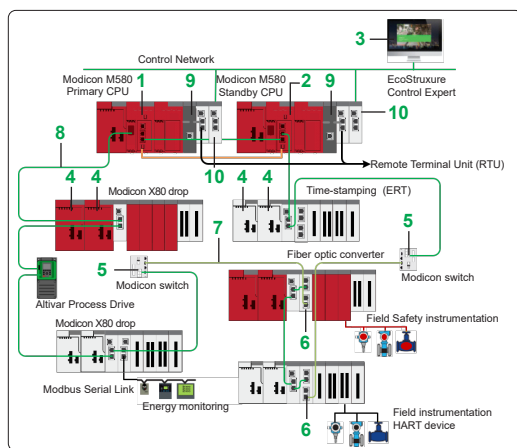 3
Control Network
Modicon M580
Primary CPU
1
9
Modicon M580
Standby CPU
2
9
EcoStruxure
Control Expert
10
8
10
Remote Terminal Unit (RTU)
4
4
Modicon X80 drop
4
4
Time-stamping (ERT)
5
7
5
Fiber optic converter
Modicon switch
Modicon switch
Altivar Process Drive
6
Field Safety instrumentation
Modicon X80 drop
Modbus Serial Link
Energy monitoring
6
Field instrumentation
HART device